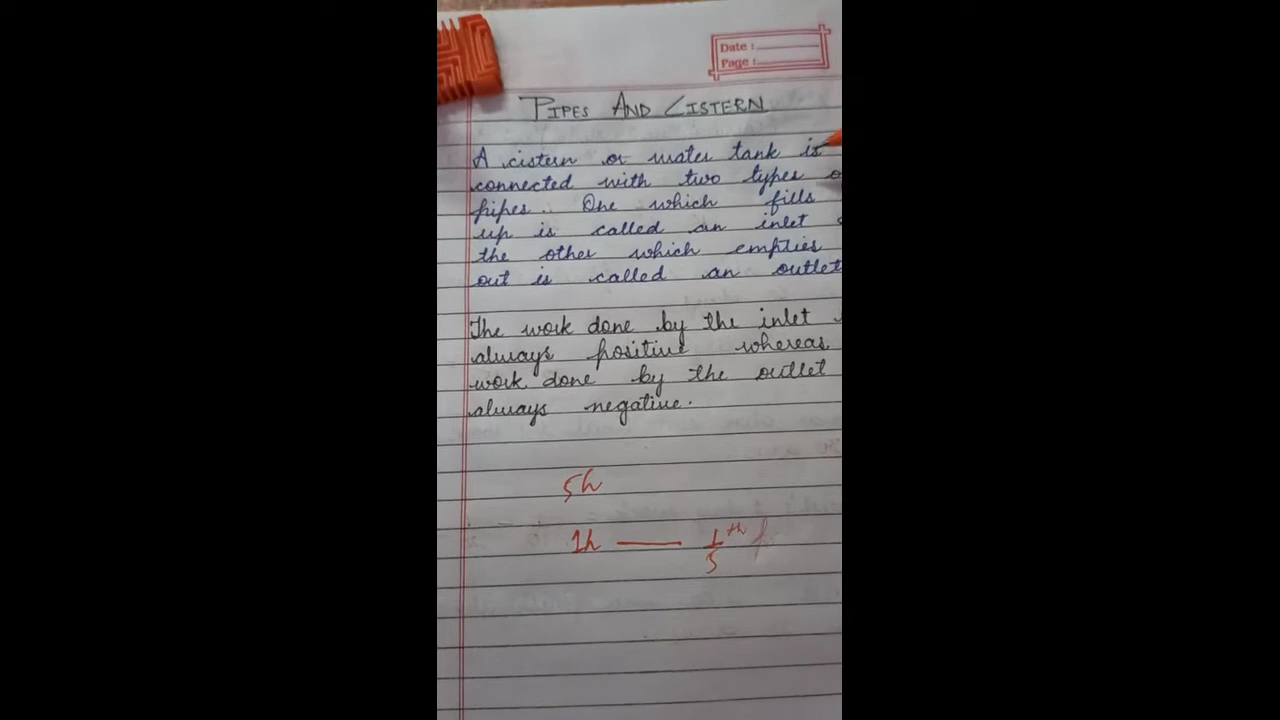 Date :
Page :
PIPES AND CISTERN
A cistern or water tank is
connected with two types
pipes. One which fills
up is called an inlet
the other which empties
out is called an outlet
The work done by the inlet
always positive whereas
work done by the outlet
always negative.
5h
1h — 1/5 th